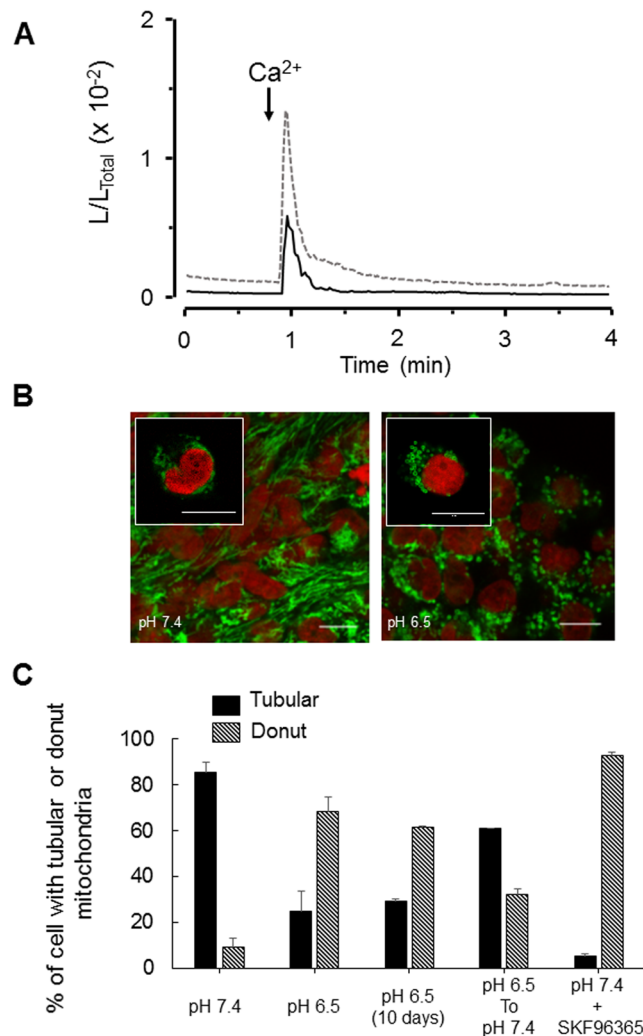 A
2
Ca2+
L/LTotal (x 10-2)
1
0
0
1
2
3
4
Time (min)
B
pH 7.4
pH 6.5
C
Tubular
Donut
% of cell with tubular or donut
mitochondria
100
80
60
40
20
0
pH 7.4
pH 6.5
pH 6.5
(10 days)
pH 6.5
To
pH 7.4
pH 7.4
+
SKF96365